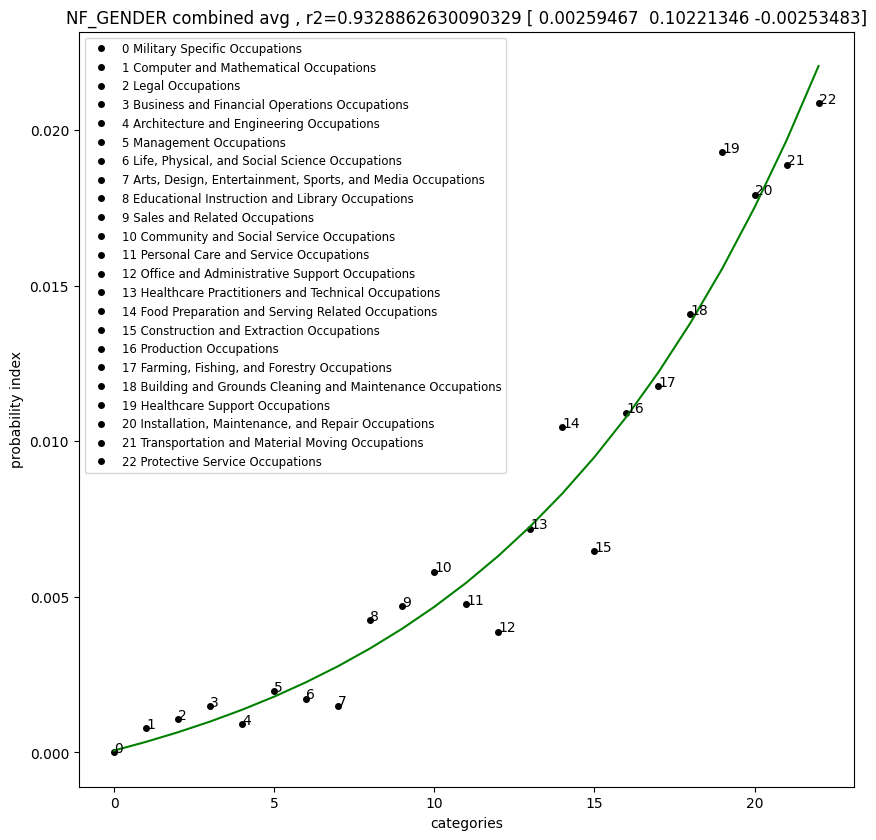 NF_GENDER combined avg , r2=0.9328862630090329 [ 0.00259467  0.10221346 -0.00253483]
0 Military Specific Occupations
1 Computer and Mathematical Occupations
2 Legal Occupations
3 Business and Financial Operations Occupations
4 Architecture and Engineering Occupations
5 Management Occupations
6 Life, Physical, and Social Science Occupations
7 Arts, Design, Entertainment, Sports, and Media Occupations
8 Educational Instruction and Library Occupations
9 Sales and Related Occupations
10 Community and Social Service Occupations
11 Personal Care and Service Occupations
12 Office and Administrative Support Occupations
13 Healthcare Practitioners and Technical Occupations
14 Food Preparation and Serving Related Occupations
15 Construction and Extraction Occupations
16 Production Occupations
17 Farming, Fishing, and Forestry Occupations
18 Building and Grounds Cleaning and Maintenance Occupations
19 Healthcare Support Occupations
20 Installation, Maintenance, and Repair Occupations
21 Transportation and Material Moving Occupations
22 Protective Service Occupations
probability index
0.020
0.015
0.010
0.005
0.000
0
1
2
3
4
5
6
7
8
9
10
11
12
13
14
15
16
17
18
19
20
21
22
0
5
10
15
20
categories